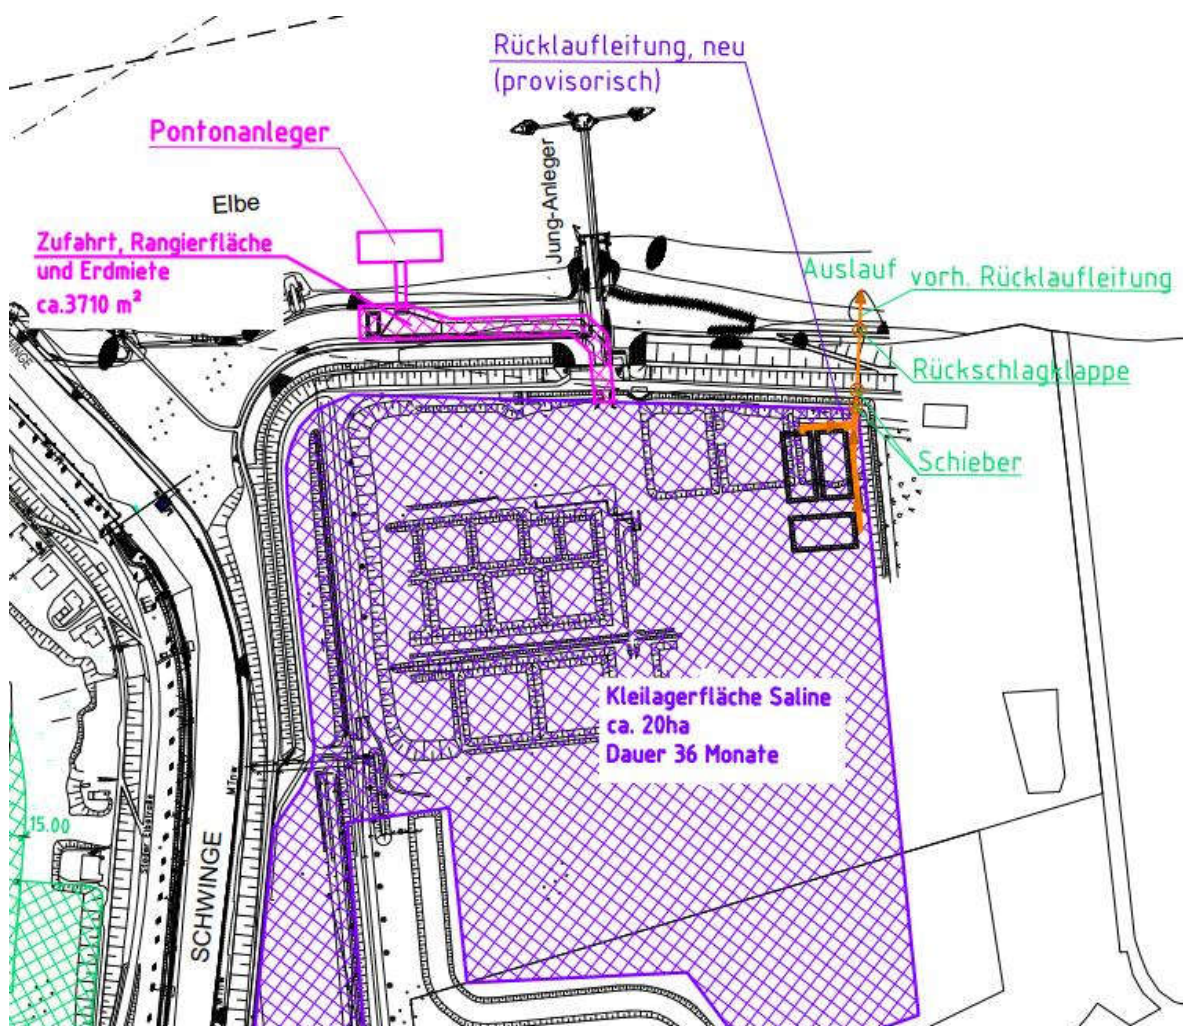 Rücklaufleitung, neu
(provisorisch)
Pontonanleger
Jung-Anleger
Elbe
Zufahrt, Rangierfläche
und Erdmiete
ca.3710 m²
Auslauf
vorh. Rücklaufleitung
Rückschlagklappe
Schieber
Kleilagerfläche Saline
ca. 20ha
Dauer 36 Monate
15.00
SCHWINGE